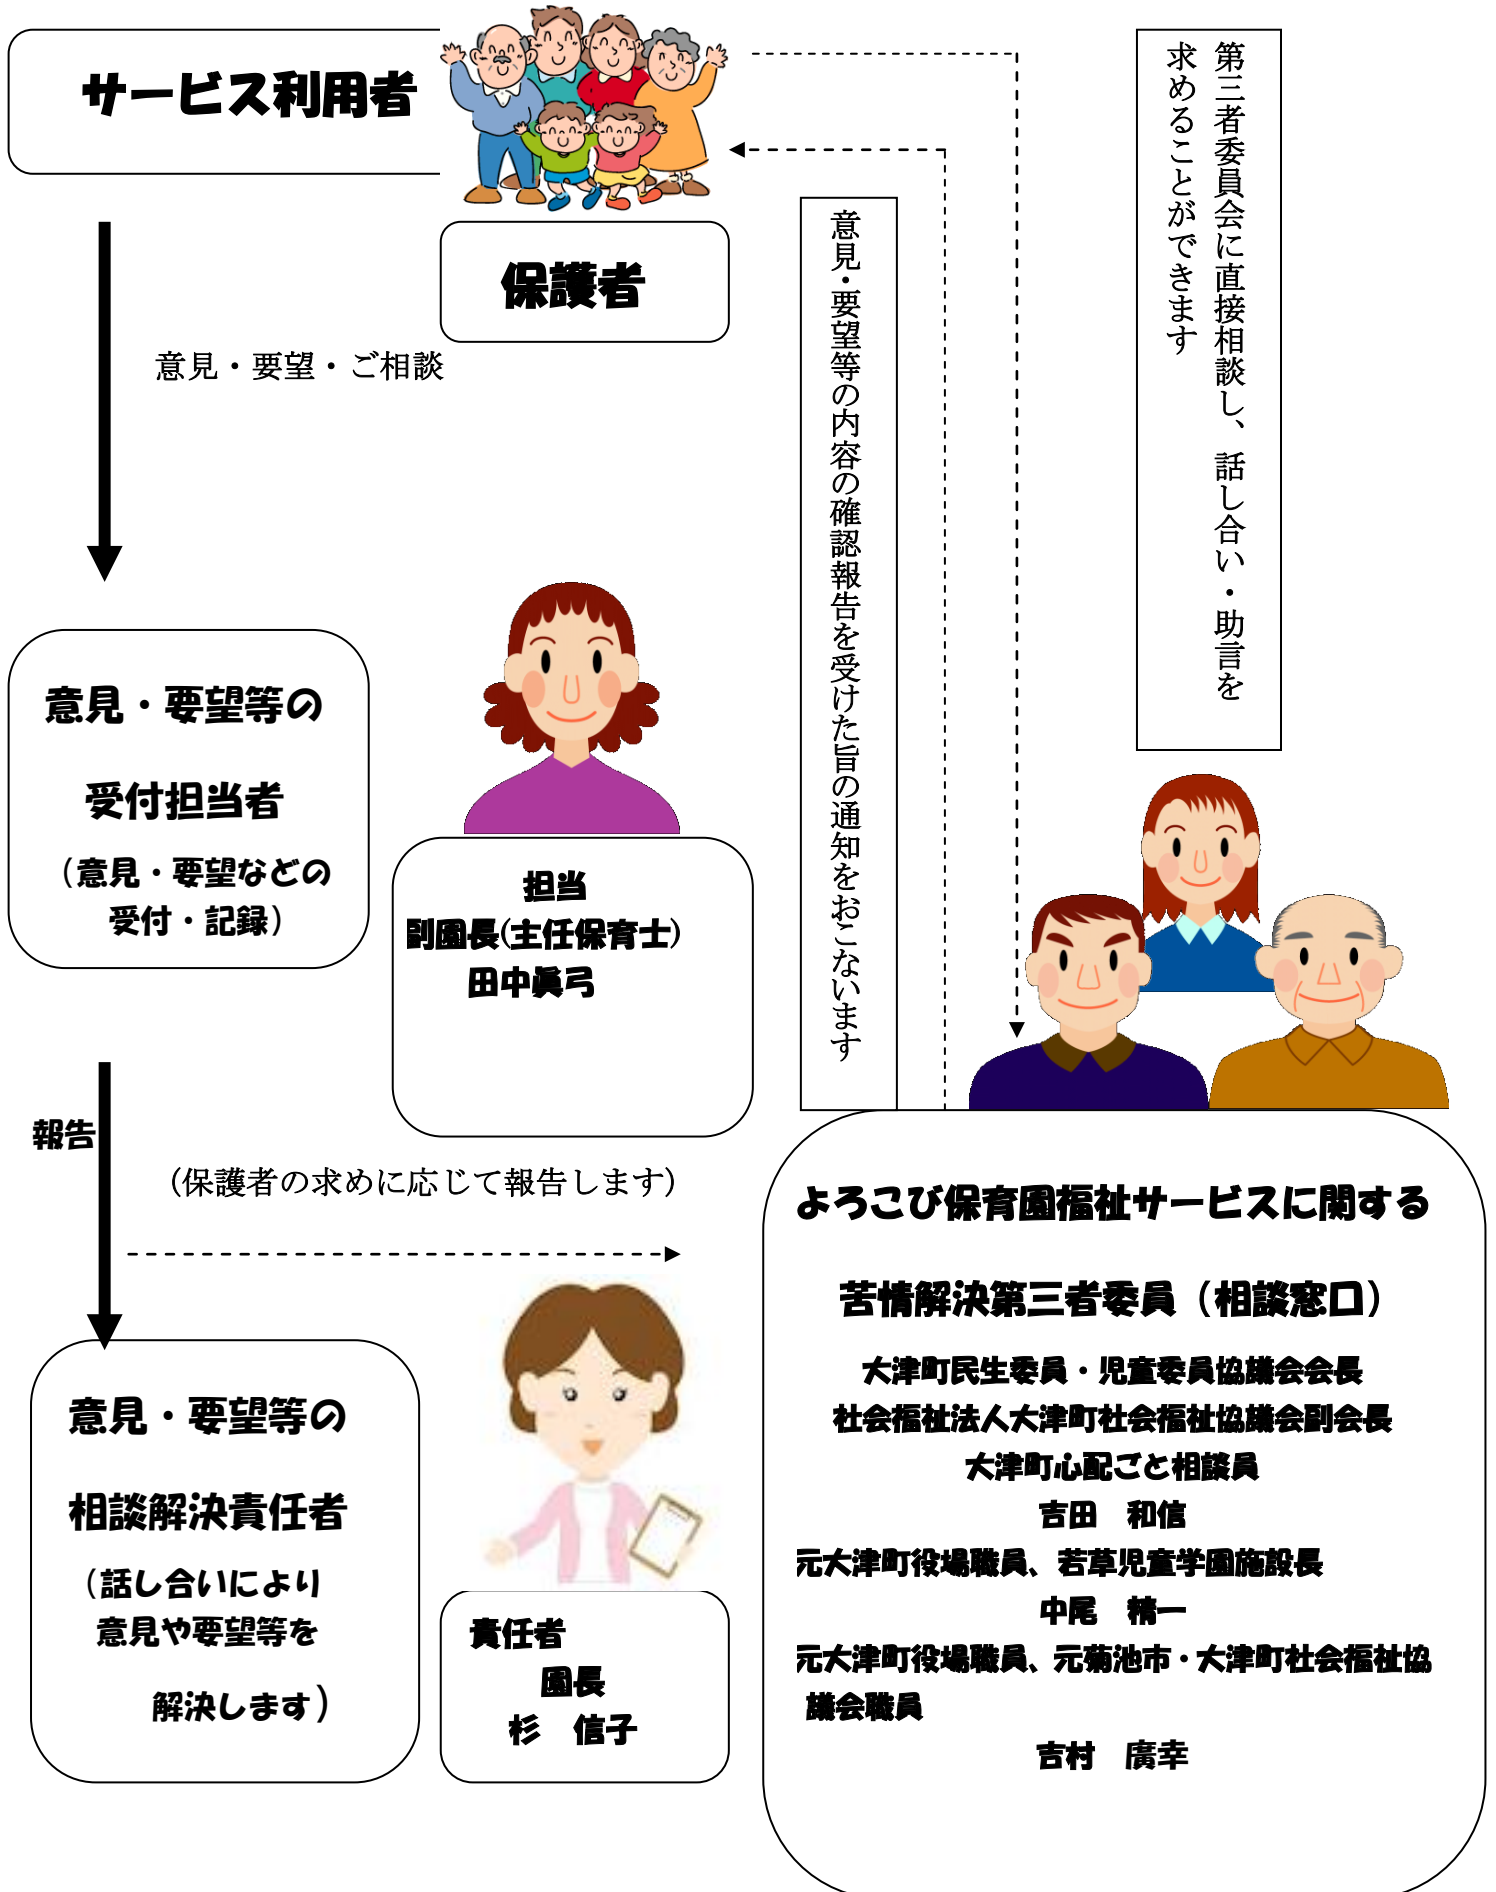 サービス利用者
保護者
意見・要望・ご相談
第三者委員会に直接相談し、話し合い・助言を
求めることができます
意見・要望等の内容の確認報告を受けた旨の通知をおこないます
意見・要望等の
受付担当者
（意見・要望などの
受付・記録）
担当
副園長(主任保育士)
田中眞弓
報告
(保護者の求めに応じて報告します)
意見・要望等の
相談解決責任者
（話し合いにより
意見や要望等を
解決します）
責任者
園長
杉　信子
よろこび保育園福祉サービスに関する
苦情解決第三者委員（相談窓口）
大津町民生委員・児童委員協議会会長
社会福祉法人大津町社会福祉協議会副会長
大津町心配ごと相談員
吉田　和信
元大津町役場職員、若草児童学園施設長
中尾　精一
元大津町役場職員、元菊池市・大津町社会福祉協
議会職員
吉村　廣幸